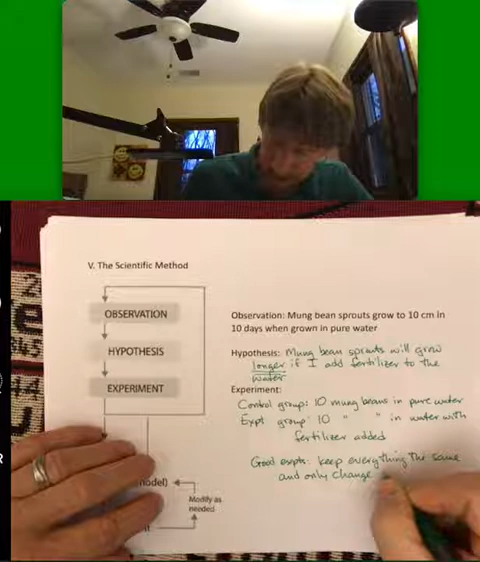 V. The Scientific Method
OBSERVATION
HYPOTHESIS
EXPERIMENT
model)
Modify as
needed
Observation: Mung bean sprouts grow to 10 cm in
10 days when grown in pure water
Hypothesis: Mung bean sprouts will grow
longer if I add fertilizer to the
water
Experiment:
Control group: 10 mung beans in pure water
Expt group: 10 " " in water with
fertilizer added
Good expts: keep everything the same
and only change